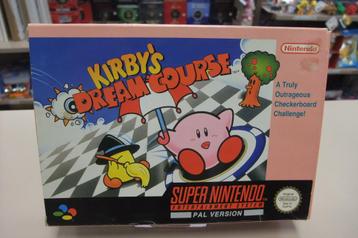 Nintendo
KIRBY'S
DREAM COURSE
A Truly
Outrageous
Checkerboard
Challenge!
SUPER NINTENDO
ENTERTAINMENT SYSTEM
PAL VERSION